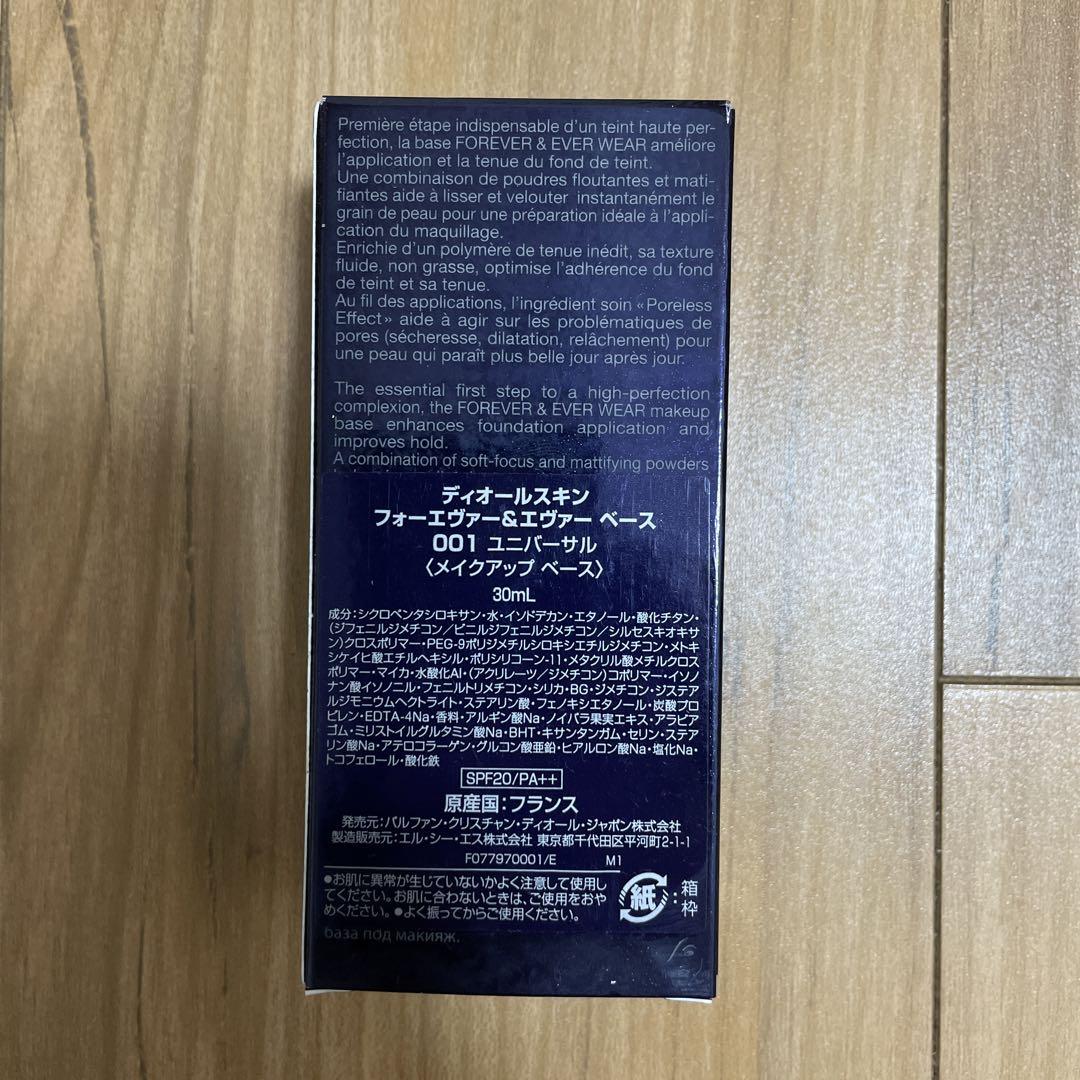 Première étape indispensable d'un teint haute per-
fection, la base FOREVER & EVER WEAR améliore
l'application et la tenue du fond de teint.
Une combinaison de poudres floutantes et mati-
fiantes aide à lisser et velouter instantanément le
grain de peau pour une préparation idéale à l'appli-
cation du maquillage.
Enrichie d'un polymère de tenue inédit, sa texture
fluide, non grasse, optimise l'adhérence du fond
de teint et sa tenue.
Au fil des applications, l'ingrédient soin «Poreless
Effect» aide à agir sur les problématiques de
pores (sécheresse, dilatation, relâchement) pour
une peau qui paraît plus belle jour après jour.
The essential first step to a high-perfection
complexion, the FOREVER & EVER WEAR makeup
base enhances foundation application and
improves hold.
A combination of soft-focus and mattifying powders
ディオールスキン
フォーエヴァー&エヴァー ベース
001 ユニバーサル
〈メイクアップ ベース〉
30mL
成分:シクロペンタシロキサン・水・イソドデカン・エタノール・酸化チタン・
(ジフェニルジメチコン/ビニルジフェニルジメチコン/シルセスキオキサ
ン)クロスポリマー・PEG-9ポリジメチルシロキシエチルジメチコン・メトキ
シケイヒ酸エチルヘキシル・ポリシリコーン-11・メタクリル酸メチルクロス
ポリマー・マイカ・水酸化Al・(アクリレーツ/ジメチコン)コポリマー・イソノ
ナン酸イソノニル・フェニルトリメチコン・シリカ・BG・ジメチコン・ジステア
ルジモニウムヘクトライト・ステアリン酸・フェノキシエタノール・炭酸プロ
ピレン・EDTA-4Na・香料・アルギン酸Na・ノイバラ果実エキス・アラビア
ゴム・ミリストイルグルタミン酸Na・BHT・キサンタンガム・セリン・ステア
リン酸Na・アテロコラーゲン・グルコン酸亜鉛・ヒアルロン酸Na・塩化Na・
トコフェロール・酸化鉄
SPF20/PA++
原産国:フランス
発売元:パルファン・クリスチャン・ディオール・ジャポン株式会社
製造販売元:エル・シー・エス株式会社 東京都千代田区平河町2-1-1
F077970001/E M1
●お肌に異常が生じていないかよく注意して使用し
てください。お肌に合わないときは、ご使用をおや
めください。●よく振ってからご使用ください。
紙:箱
枠
база под макияж.